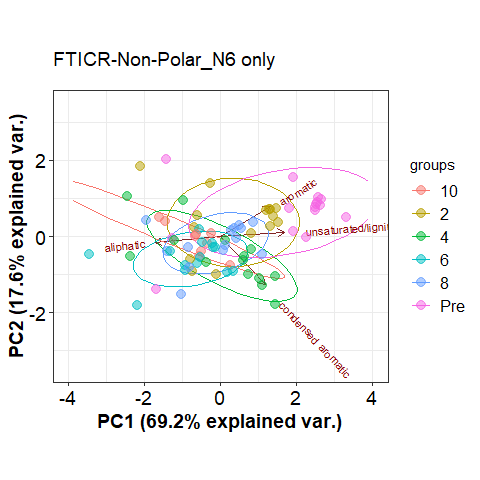 FTICR-Non-Polar_N6 only
PC2 (17.6% explained var.)
2
0
-2
aromatic
unsaturated/ligni
aliphatic
condensed aromatic
-4
-2
0
2
4
PC1 (69.2% explained var.)
groups
10
2
4
6
8
Pre